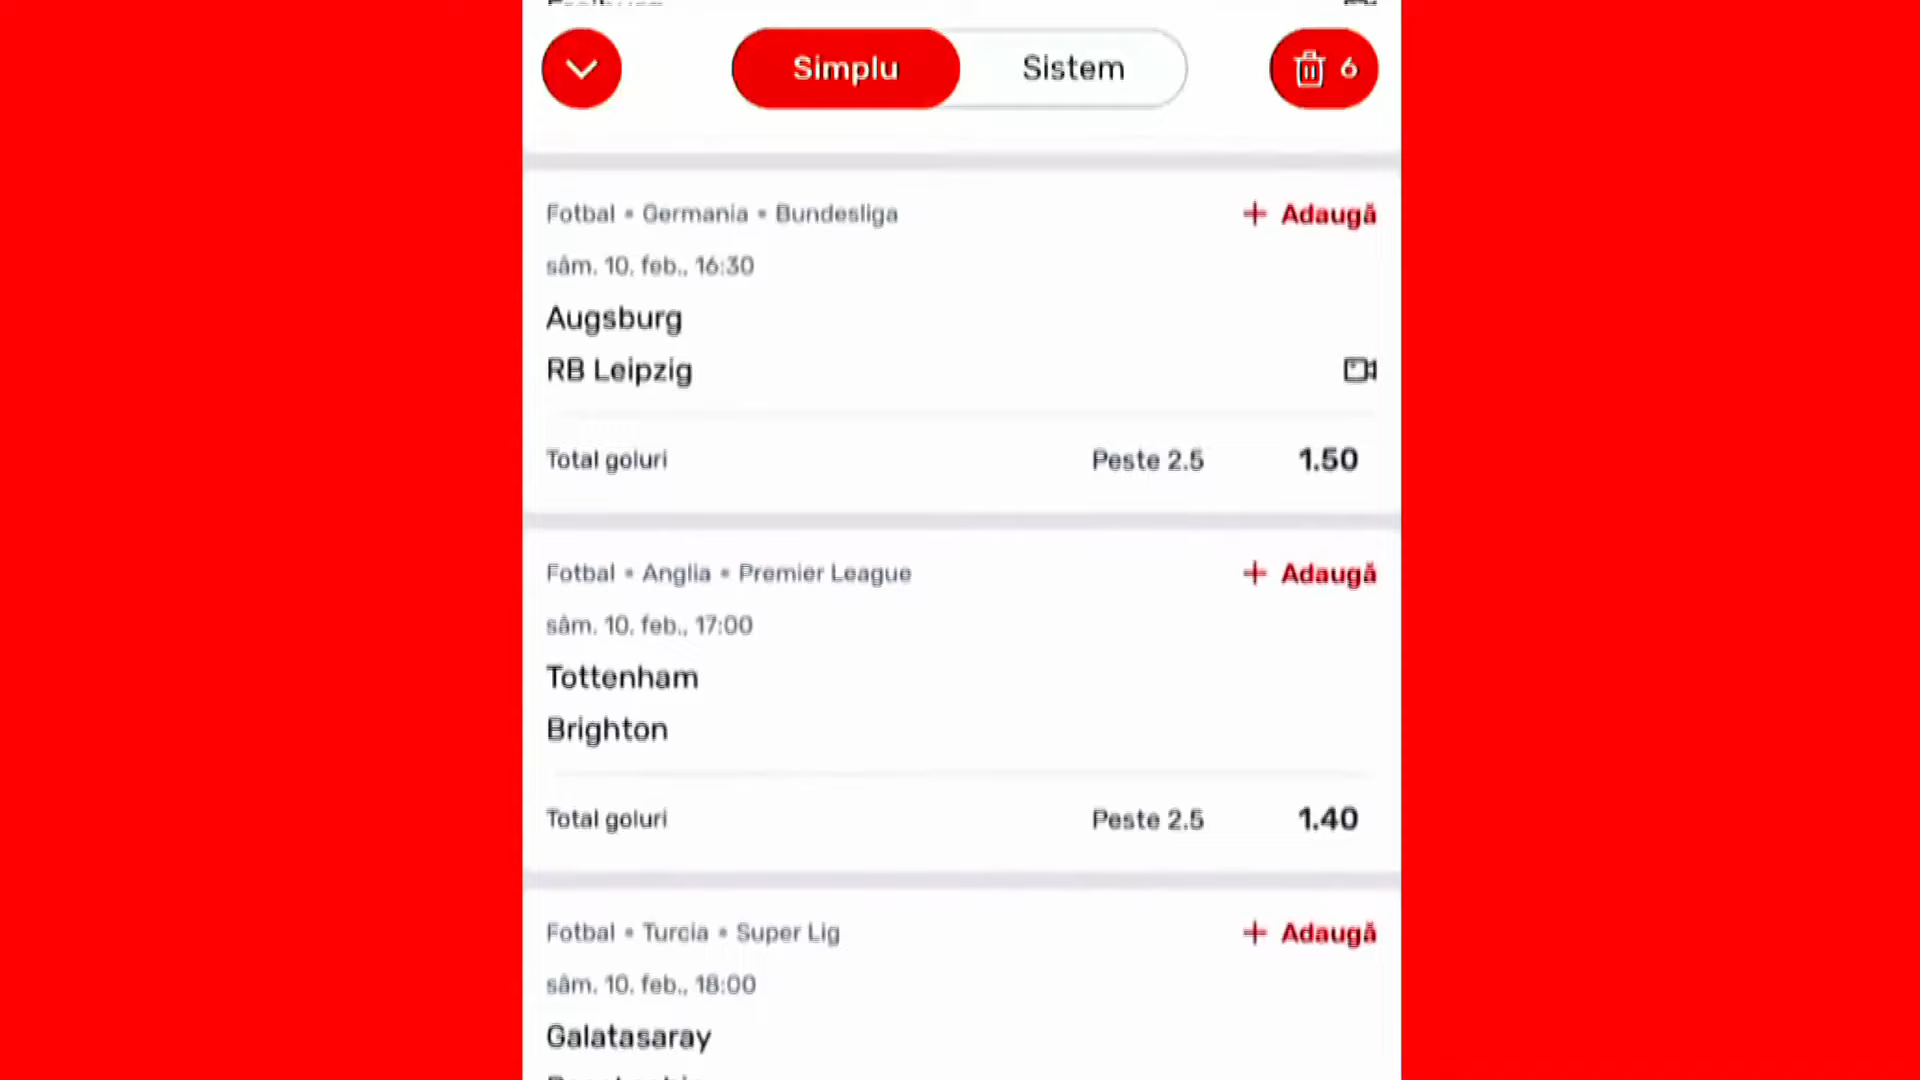 Simplu Sistem 6
Fotbal • Germania • Bundesliga + Adaugă
sâm. 10. feb., 16:30
Augsburg
RB Leipzig
Total goluri Peste 2.5 1.50
Fotbal • Anglia • Premier League + Adaugă
sâm. 10. feb., 17:00
Tottenham
Brighton
Total goluri Peste 2.5 1.40
Fotbal • Turcia • Super Lig + Adaugă
sâm. 10. feb., 18:00
Galatasaray